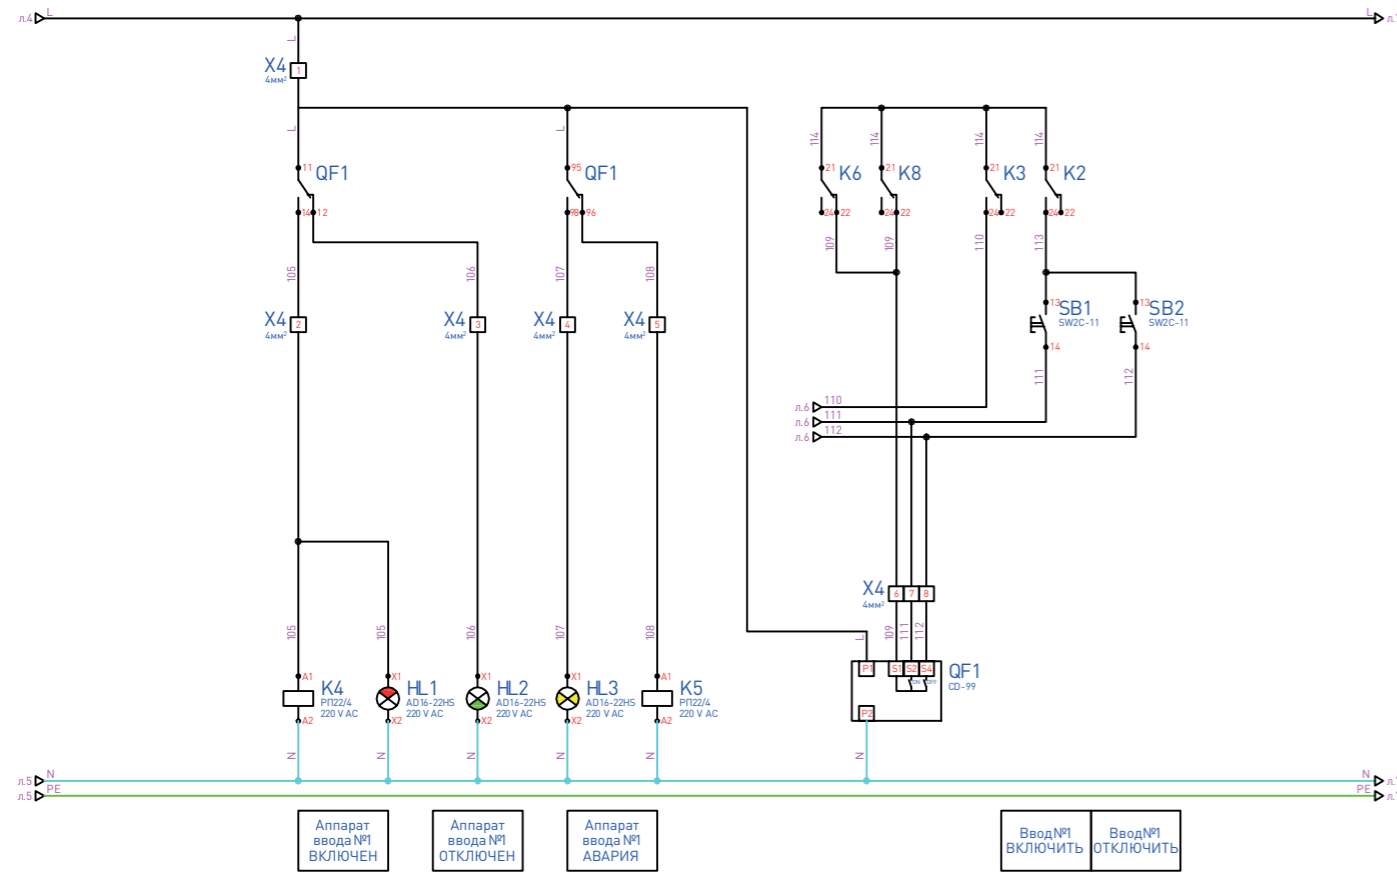 л.4 L L л.
L
X4 1
4мм²
L L 114 114 114 114
11 QF1 95 QF1 21 K6 21 K8 21 K3 21 K2
14 12 98 96 24 22 24 22 24 22 24 22
105 106 107 108 109 109 110 113
X4 2 X4 3 X4 4 X4 5
4мм² 4мм² 4мм² 4мм²
13 SB1 13 SB2
SW2C-11 SW2C-11
14 14
111 112
л.6 110
л.6 111
л.6 112
X4 6 7 8
4мм²
105 105 106 107 108 L 109 111 112
P1 S1 S2 S4 QF1
CD-99
ON OFF
P2
A1 X1 X1 X1 A1
K4 HL1 HL2 HL3 K5
РП22/4 AD16-22HS AD16-22HS AD16-22HS РП22/4
220 V AC 220 V AC 220 V AC 220 V AC 220 V AC
A2 X2 X2 X2 A2
N N N N N N
л.5 N N л.
л.5 PE PE л.
Аппарат
ввода №1
ВКЛЮЧЕН
Аппарат
ввода №1
ОТКЛЮЧЕН
Аппарат
ввода №1
АВАРИЯ
Ввод№1
ВКЛЮЧИТЬ
Ввод№1
ОТКЛЮЧИТЬ